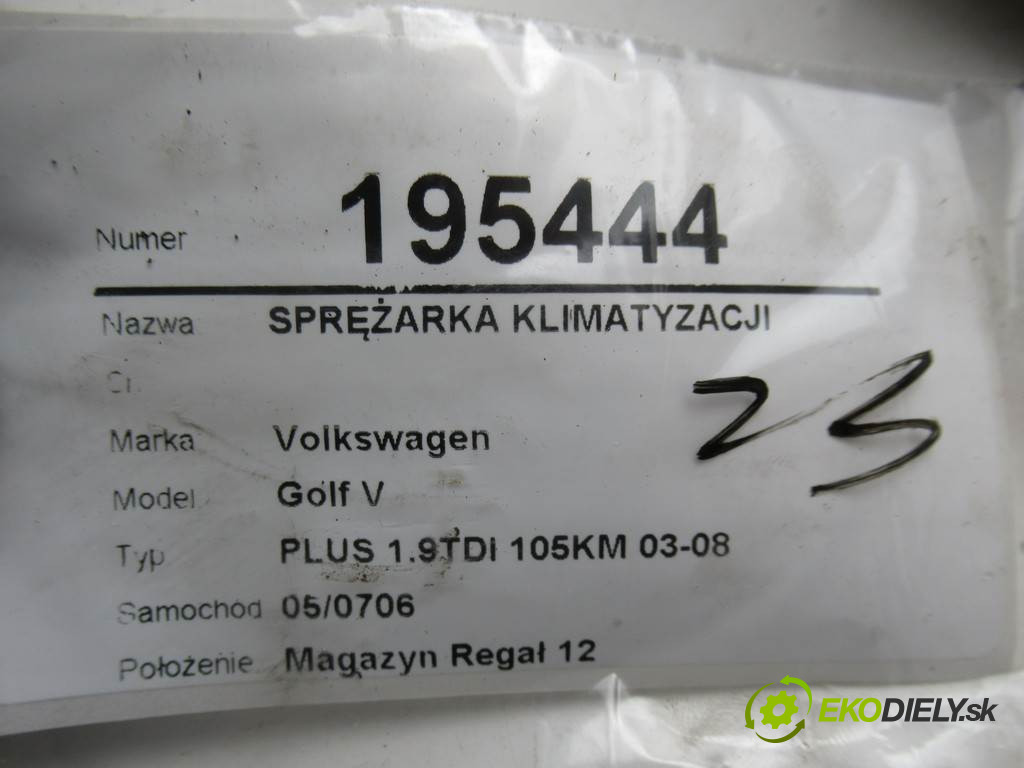 Numer 195444
Nazwa SPRĘŻARKA KLIMATYZACJI
23
Marka Volkswagen
Model Golf V
Typ PLUS 1.9TDI 105KM 03-08
Samochód 05/0706
Położenie Magazyn Regał 12
EKODIELY.sk